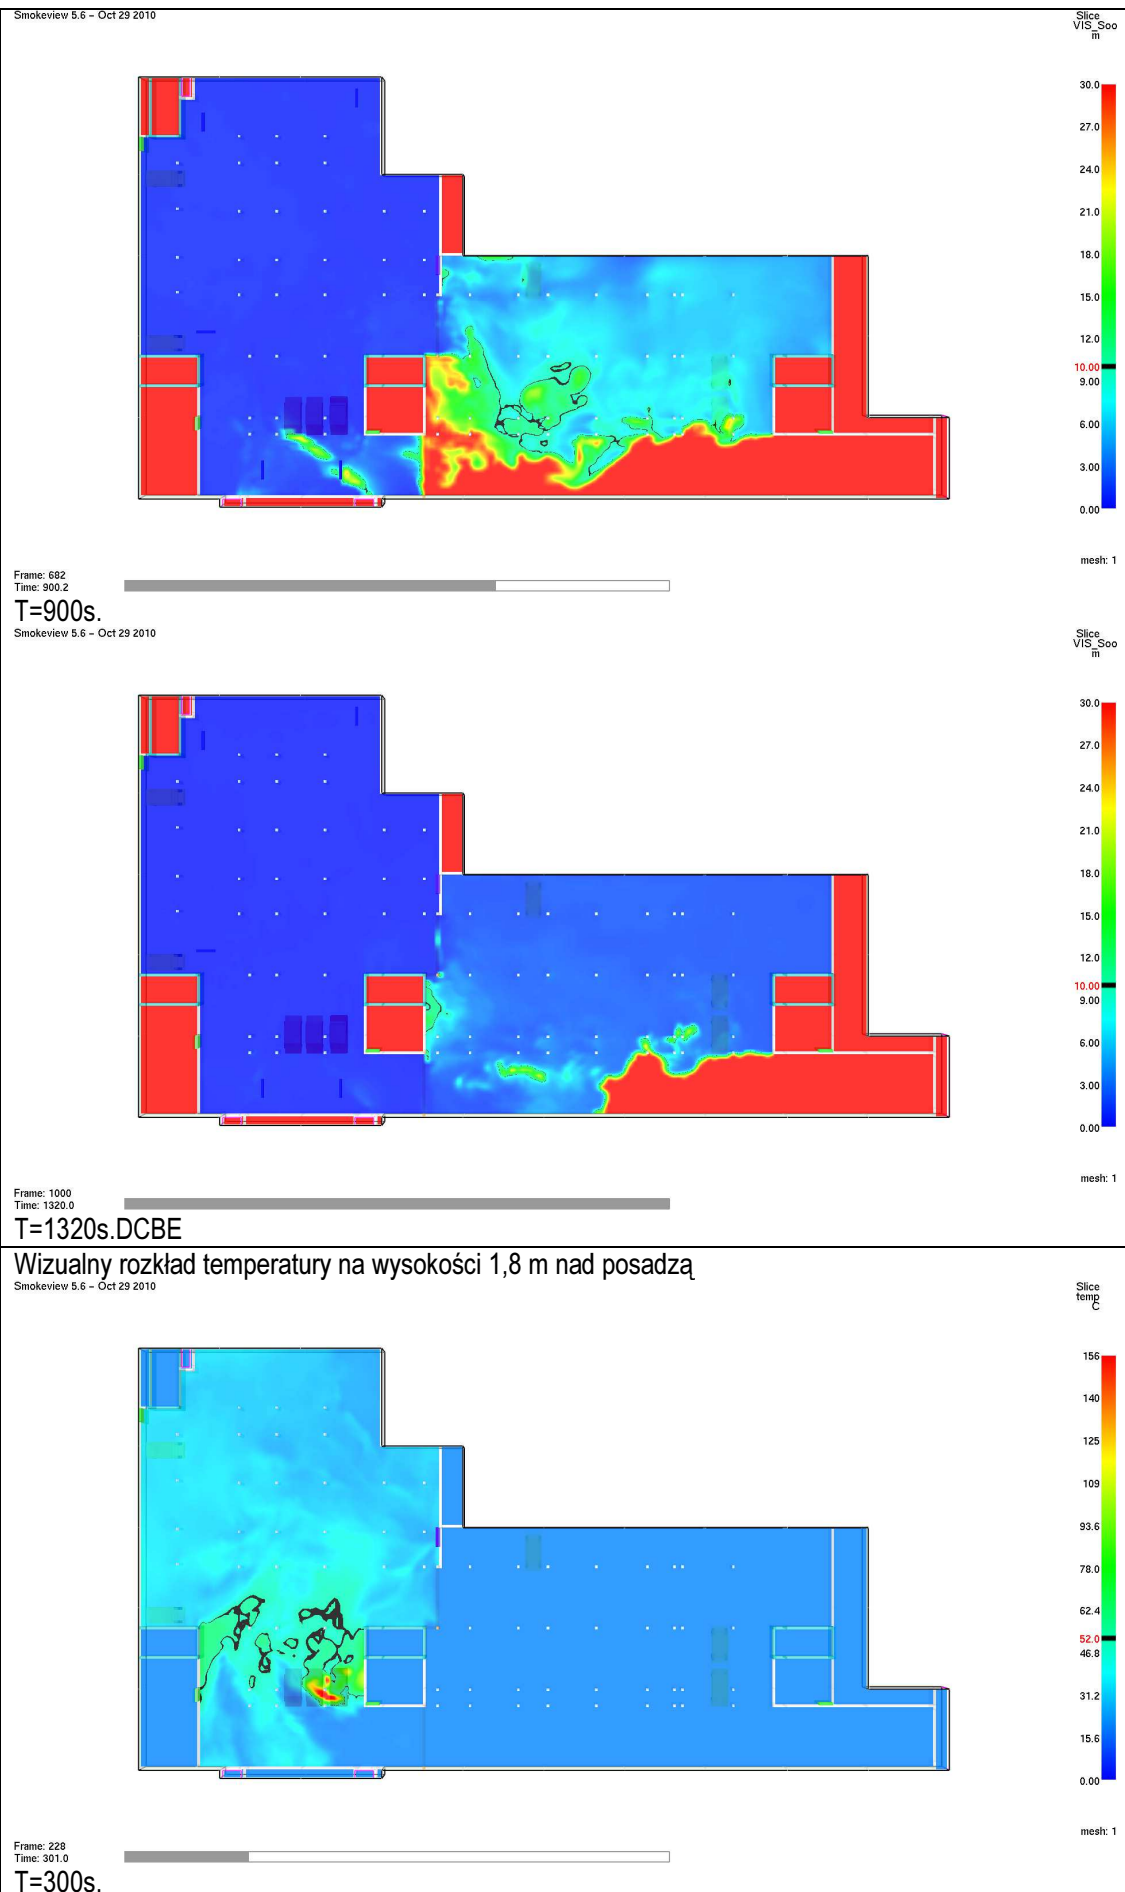 Smokeview 5.6 – Oct 29 2010
Slice
VIS_Soo
m
30.0
27.0
24.0
21.0
18.0
15.0
12.0
10.00
9.00
6.00
3.00
0.00
mesh: 1
Frame: 682
Time: 900.2
T=900s.
Smokeview 5.6 – Oct 29 2010
Slice
VIS_Soo
m
30.0
27.0
24.0
21.0
18.0
15.0
12.0
10.00
9.00
6.00
3.00
0.00
mesh: 1
Frame: 1000
Time: 1320.0
T=1320s.DCBE
Wizualny rozkład temperatury na wysokości 1,8 m nad posadzą
Smokeview 5.6 – Oct 29 2010
Slice
temp
C
156
140
125
109
93.6
78.0
62.4
52.0
46.8
31.2
15.6
0.00
mesh: 1
Frame: 228
Time: 301.0
T=300s.